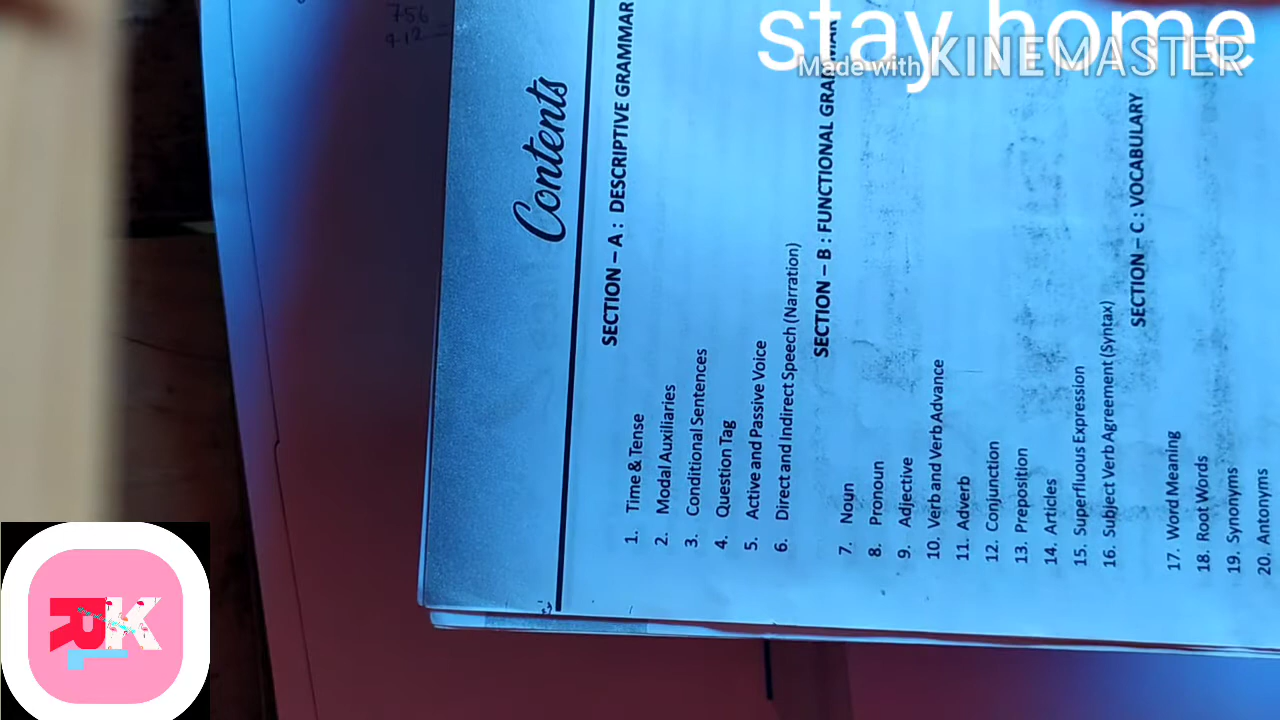 stay home
Made with KINEMASTER
756
Contents
SECTION – A : DESCRIPTIVE GRAMMAR
1. Time & Tense
2. Modal Auxiliaries
3. Conditional Sentences
4. Question Tag
5. Active and Passive Voice
6. Direct and Indirect Speech (Narration)
SECTION – B : FUNCTIONAL GRAMMAR
7. Noun
8. Pronoun
9. Adjective
10. Verb and Verb Advance
11. Adverb
12. Conjunction
13. Preposition
14. Articles
15. Superfluous Expression
16. Subject Verb Agreement (Syntax)
SECTION – C : VOCABULARY
17. Word Meaning
18. Root Words
19. Synonyms
20. Antonyms
RK